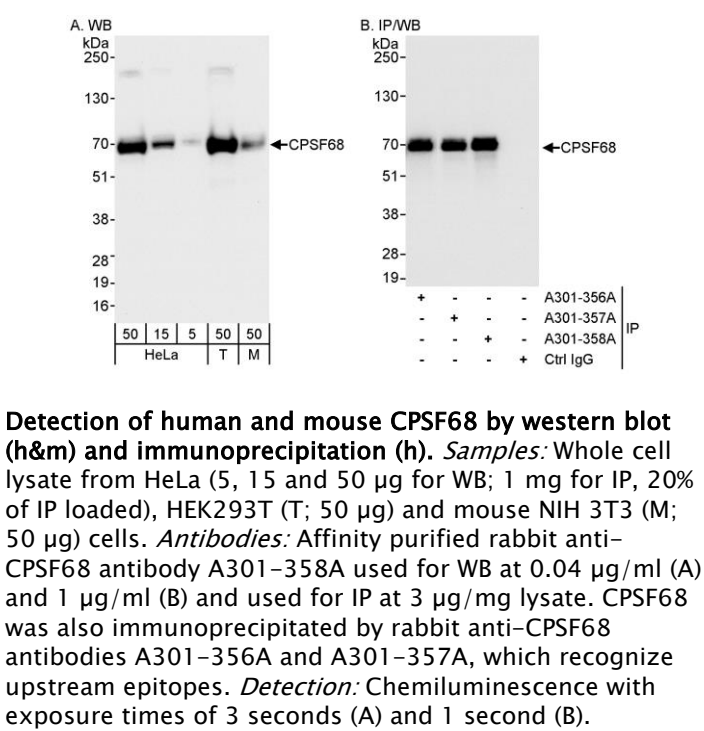 A. WB
kDa
250-
130-
70-
51-
38-
28-
19-
16-
CPSF68
50 15 5 50 50
HeLa T M
B. IP/WB
kDa
250-
130-
70-
51-
38-
28-
19-
CPSF68
+ - - - A301-356A
- + - - A301-357A
- - + - A301-358A
- - - + Ctrl IgG
IP
Detection of human and mouse CPSF68 by western blot
(h&m) and immunoprecipitation (h). Samples: Whole cell
lysate from HeLa (5, 15 and 50 µg for WB; 1 mg for IP, 20%
of IP loaded), HEK293T (T; 50 µg) and mouse NIH 3T3 (M;
50 µg) cells. Antibodies: Affinity purified rabbit anti-
CPSF68 antibody A301-358A used for WB at 0.04 µg/ml (A)
and 1 µg/ml (B) and used for IP at 3 µg/mg lysate. CPSF68
was also immunoprecipitated by rabbit anti-CPSF68
antibodies A301-356A and A301-357A, which recognize
upstream epitopes. Detection: Chemiluminescence with
exposure times of 3 seconds (A) and 1 second (B).